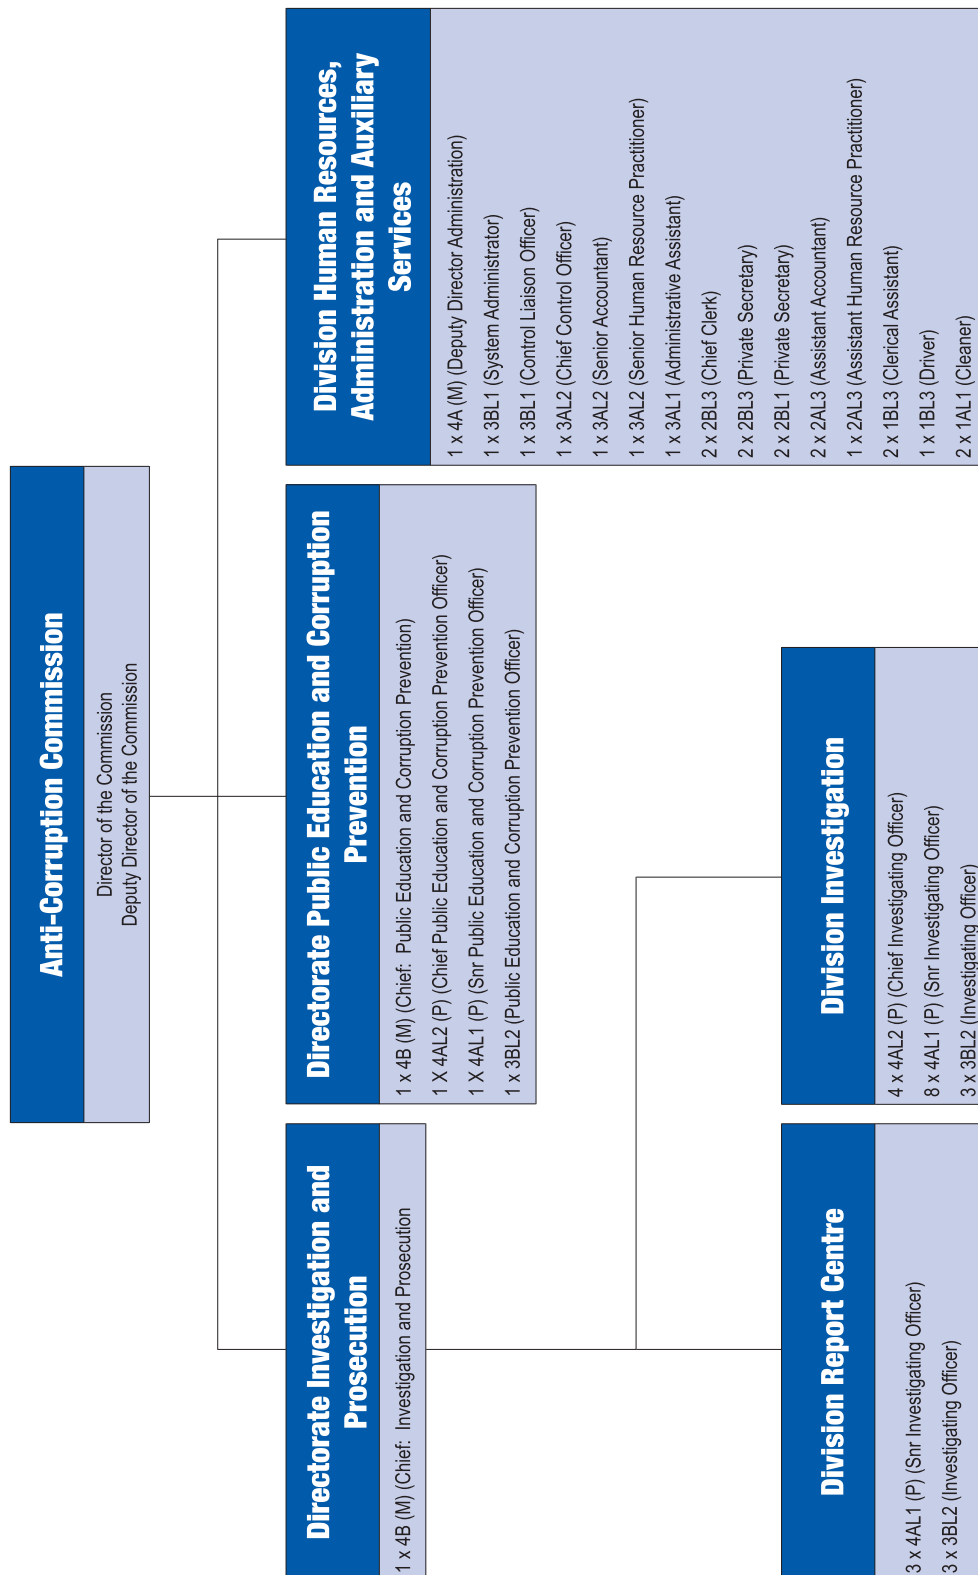 Anti-Corruption Commission
Director of the Commission
Deputy Director of the Commission
Directorate Investigation and
Prosecution
1 x 4B (M) (Chief: Investigation and Prosecution
Directorate Public Education and Corruption
Prevention
1 x 4B (M) (Chief: Public Education and Corruption Prevention)
1 X 4AL2 (P) (Chief Public Education and Corruption Prevention Officer)
1 X 4AL1 (P) (Snr Public Education and Corruption Prevention Officer)
1 x 3BL2 (Public Education and Corruption Prevention Officer)
Division Human Resources,
Administration and Auxiliary
Services
1 x 4A (M) (Deputy Director Administration)
1 x 3BL1 (System Administrator)
1 x 3BL1 (Control Liaison Officer)
1 x 3AL2 (Chief Control Officer)
1 x 3AL2 (Senior Accountant)
1 x 3AL2 (Senior Human Resource Practitioner)
1 x 3AL1 (Administrative Assistant)
2 x 2BL3 (Chief Clerk)
2 x 2BL3 (Private Secretary)
2 x 2BL1 (Private Secretary)
2 x 2AL3 (Assistant Accountant)
1 x 2AL3 (Assistant Human Resource Practitioner)
2 x 1BL3 (Clerical Assistant)
1 x 1BL3 (Driver)
2 x 1AL1 (Cleaner)
Division Report Centre
3 x 4AL1 (P) (Snr Investigating Officer)
3 x 3BL2 (Investigating Officer)
Division Investigation
4 x 4AL2 (P) (Chief Investigating Officer)
8 x 4AL1 (P) (Snr Investigating Officer)
3 x 3BL2 (Investigating Officer)